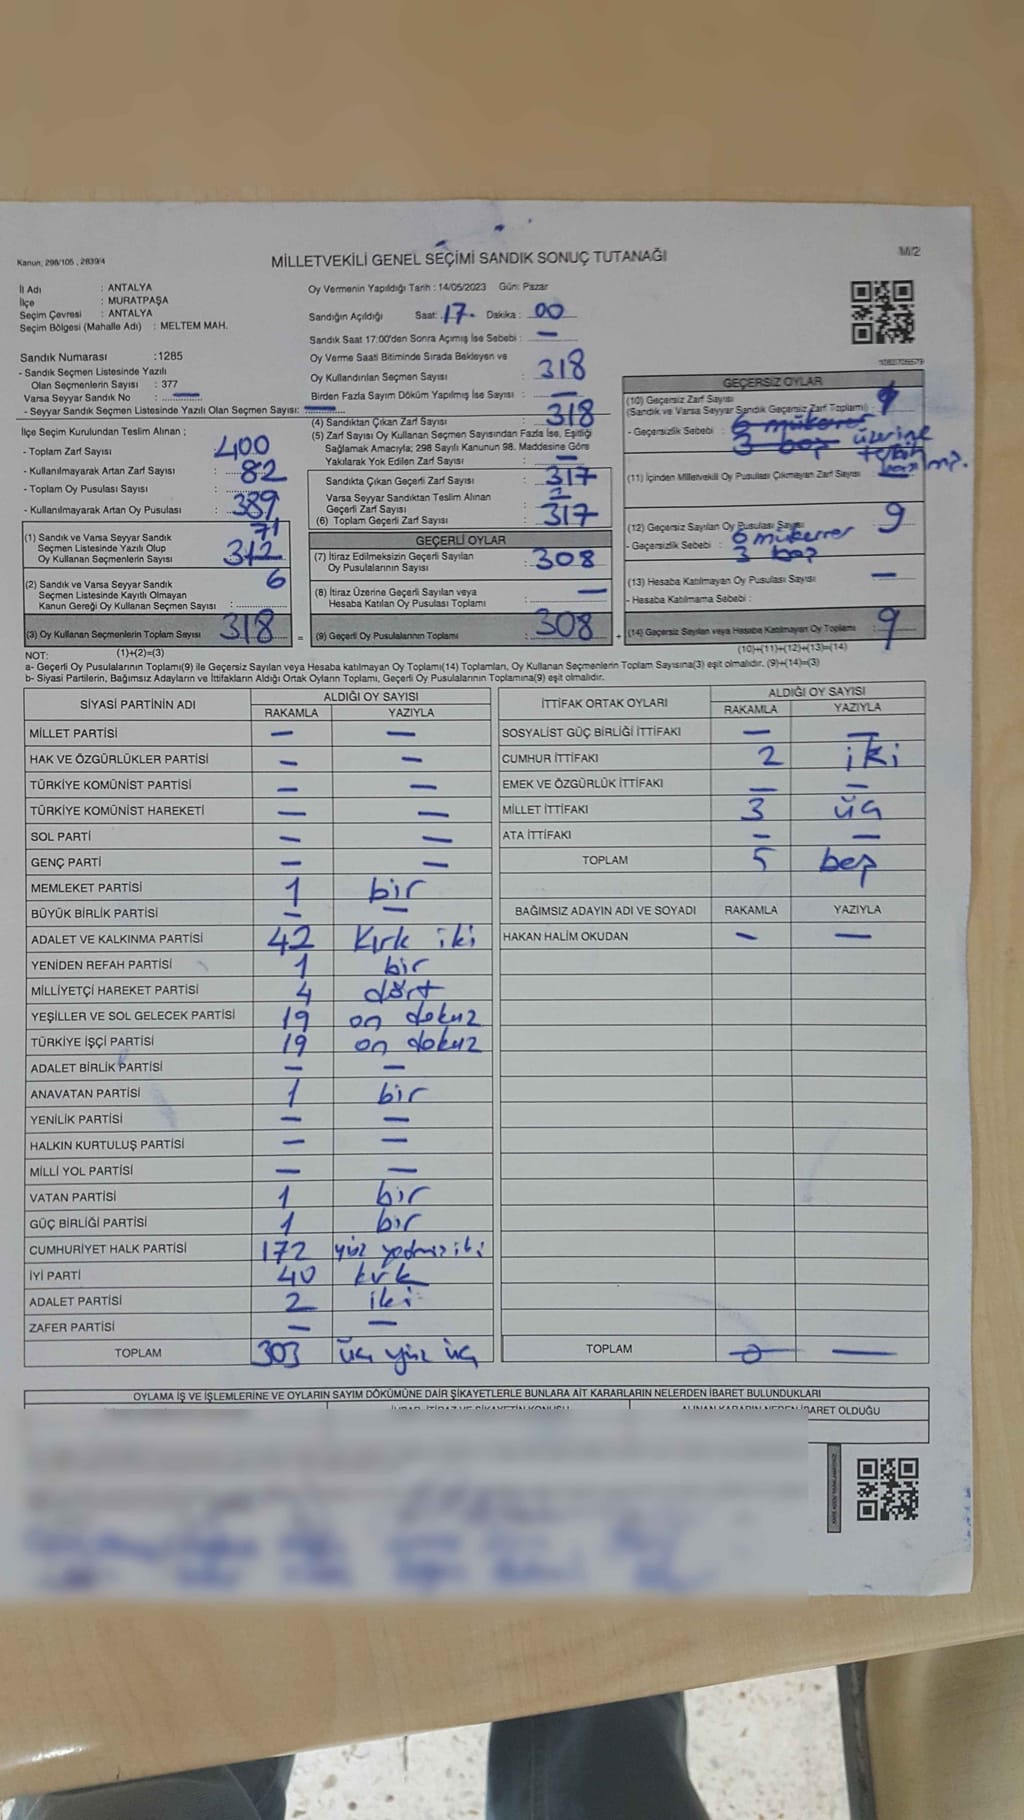 Kanun; 298/105 , 2839/4
MİLLETVEKİLİ GENEL SEÇİMİ SANDIK SONUÇ TUTANAĞI
M/2
İl Adı : ANTALYA
İlçe : MURATPAŞA
Seçim Çevresi : ANTALYA
Seçim Bölgesi (Mahalle Adı) : MELTEM MAH.
Sandık Numarası :1285
- Sandık Seçmen Listesinde Yazılı
Olan Seçmenlerin Sayısı : 377
Varsa Seyyar Sandık No : —
- Seyyar Sandık Seçmen Listesinde Yazılı Olan Seçmen Sayısı: —
İlçe Seçim Kurulundan Teslim Alınan ;
- Toplam Zarf Sayısı : 400
- Kullanılmayarak Artan Zarf Sayısı : 82
- Toplam Oy Pusulası Sayısı : 389
- Kullanılmayarak Artan Oy Pusulası : 71
(1) Sandık ve Varsa Seyyar Sandık
Seçmen Listesinde Yazılı Olup
Oy Kullanan Seçmenlerin Sayısı : 312
(2) Sandık ve Varsa Seyyar Sandık
Seçmen Listesinde Kayıtlı Olmayan
Kanun Gereği Oy Kullanan Seçmen Sayısı : 6
(3) Oy Kullanan Seçmenlerin Toplam Sayısı 318
Oy Vermenin Yapıldığı Tarih : 14/05/2023 Gün: Pazar
Sandığın Açıldığı Saat: 17 Dakika : 00
Sandık Saat 17:00'den Sonra Açımış İse Sebebi : —
Oy Verme Saati Bitiminde Sırada Bekleyen ve
Oy Kullandırılan Seçmen Sayısı : 318
Birden Fazla Sayım Döküm Yapılmış İse Sayısı : —
(4) Sandıktan Çıkan Zarf Sayısı : 318
(5) Zarf Sayısı Oy Kullanan Seçmen Sayısından Fazla İse, Eşitliği
Sağlamak Amacıyla; 298 Sayılı Kanunun 98. Maddesine Göre
Yakılarak Yok Edilen Zarf Sayısı : —
Sandıkta Çıkan Geçerli Zarf Sayısı : 317
Varsa Seyyar Sandıktan Teslim Alınan
Geçerli Zarf Sayısı :
(6) Toplam Geçerli Zarf Sayısı : 317
GEÇERLİ OYLAR
(7) İtiraz Edilmeksizin Geçerli Sayılan
Oy Pusulalarının Sayısı : 308
(8) İtiraz Üzerine Geçerli Sayılan veya
Hesaba Katılan Oy Pusulası Toplamı : —
= (9) Geçerli Oy Pusulalarının Toplamı : 308
GEÇERSİZ OYLAR
(10) Geçersiz Zarf Sayısı
(Sandık ve Varsa Seyyar Sandık Geçersiz Zarf Toplamı) :
- Geçersizlik Sebebi : 6 mükerrer
3 boş üzerine
(11) İçinden Milletvekili Oy Pusulası Çıkmayan Zarf Sayısı
(12) Geçersiz Sayılan Oy Pusulası Sayısı : 9
- Geçersizlik Sebebi : 6 mükerrer
3 boş
(13) Hesaba Katılmayan Oy Pusulası Sayısı : —
- Hesaba Katılmama Sebebi :
+ (14) Geçersiz Sayılan veya Hesaba Katılmayan Oy Toplamı : 9
NOT: (1)+(2)=(3) (10)+(11)+(12)+(13)=(14)
a- Geçerli Oy Pusulalarının Toplamı(9) ile Geçersiz Sayılan veya Hesaba katılmayan Oy Toplamı(14) Toplamları, Oy Kullanan Seçmenlerin Toplam Sayısına(3) eşit olmalıdır. (9)+(14)=(3)
b- Siyasi Partilerin, Bağımsız Adayların ve İttifakların Aldığı Ortak Oyların Toplamı, Geçerli Oy Pusulalarının Toplamına(9) eşit olmalıdır.
SİYASİ PARTİNİN ADI ALDIĞI OY SAYISI
RAKAMLA YAZIYLA
MİLLET PARTİSİ — —
HAK VE ÖZGÜRLÜKLER PARTİSİ — —
TÜRKİYE KOMÜNİST PARTİSİ — —
TÜRKİYE KOMÜNİST HAREKETİ — —
SOL PARTİ — —
GENÇ PARTİ — —
MEMLEKET PARTİSİ 1 bir
BÜYÜK BİRLİK PARTİSİ — —
ADALET VE KALKINMA PARTİSİ 42 Kırk iki
YENİDEN REFAH PARTİSİ 1 bir
MİLLİYETÇİ HAREKET PARTİSİ 4 dört
YEŞİLLER VE SOL GELECEK PARTİSİ 19 on dokuz
TÜRKİYE İŞÇİ PARTİSİ 19 on dokuz
ADALET BİRLİK PARTİSİ — —
ANAVATAN PARTİSİ 1 bir
YENİLİK PARTİSİ — —
HALKIN KURTULUŞ PARTİSİ — —
MİLLİ YOL PARTİSİ — —
VATAN PARTİSİ 1 bir
GÜÇ BİRLİĞİ PARTİSİ 1 bir
CUMHURİYET HALK PARTİSİ 172 yüz yetmiş iki
İYİ PARTİ 40 kırk
ADALET PARTİSİ 2 iki
ZAFER PARTİSİ — —
TOPLAM 303 üç yüz üç
İTTİFAK ORTAK OYLARI ALDIĞI OY SAYISI
RAKAMLA YAZIYLA
SOSYALİST GÜÇ BİRLİĞİ İTTİFAKI — —
CUMHUR İTTİFAKI 2 iki
EMEK VE ÖZGÜRLÜK İTTİFAKI — —
MİLLET İTTİFAKI 3 üç
ATA İTTİFAKI — —
TOPLAM 5 beş
BAĞIMSIZ ADAYIN ADI VE SOYADI RAKAMLA YAZIYLA
HAKAN HALİM OKUDAN — —
TOPLAM 0 —
OYLAMA İŞ VE İŞLEMLERİNE VE OYLARIN SAYIM DÖKÜMÜNE DAİR ŞİKAYETLERLE BUNLARA AİT KARARLARIN NELERDEN İBARET BULUNDUKLARI
İBARET OLDUĞU